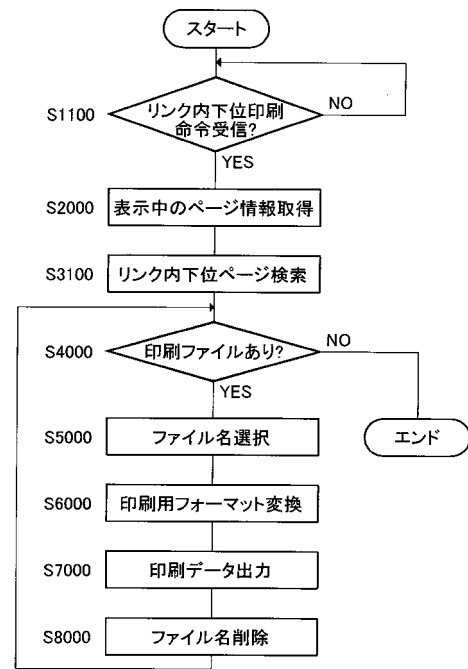 スタート
S1100
リンク内下位印刷
命令受信?
NO
YES
S2000
表示中のページ情報取得
S3100
リンク内下位ページ検索
S4000
印刷ファイルあり?
NO
YES
S5000
ファイル名選択
エンド
S6000
印刷用フォーマット変換
S7000
印刷データ出力
S8000
ファイル名削除